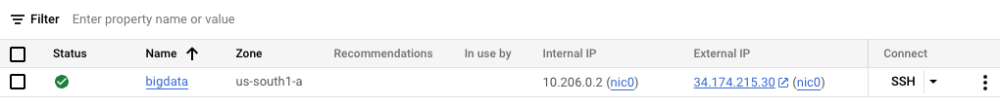 Filter Enter property name or value
Status Name Zone Recommendations In use by Internal IP External IP Connect
bigdata us-south1-a 10.206.0.2 (nic0) 34.174.215.30 (nic0) SSH